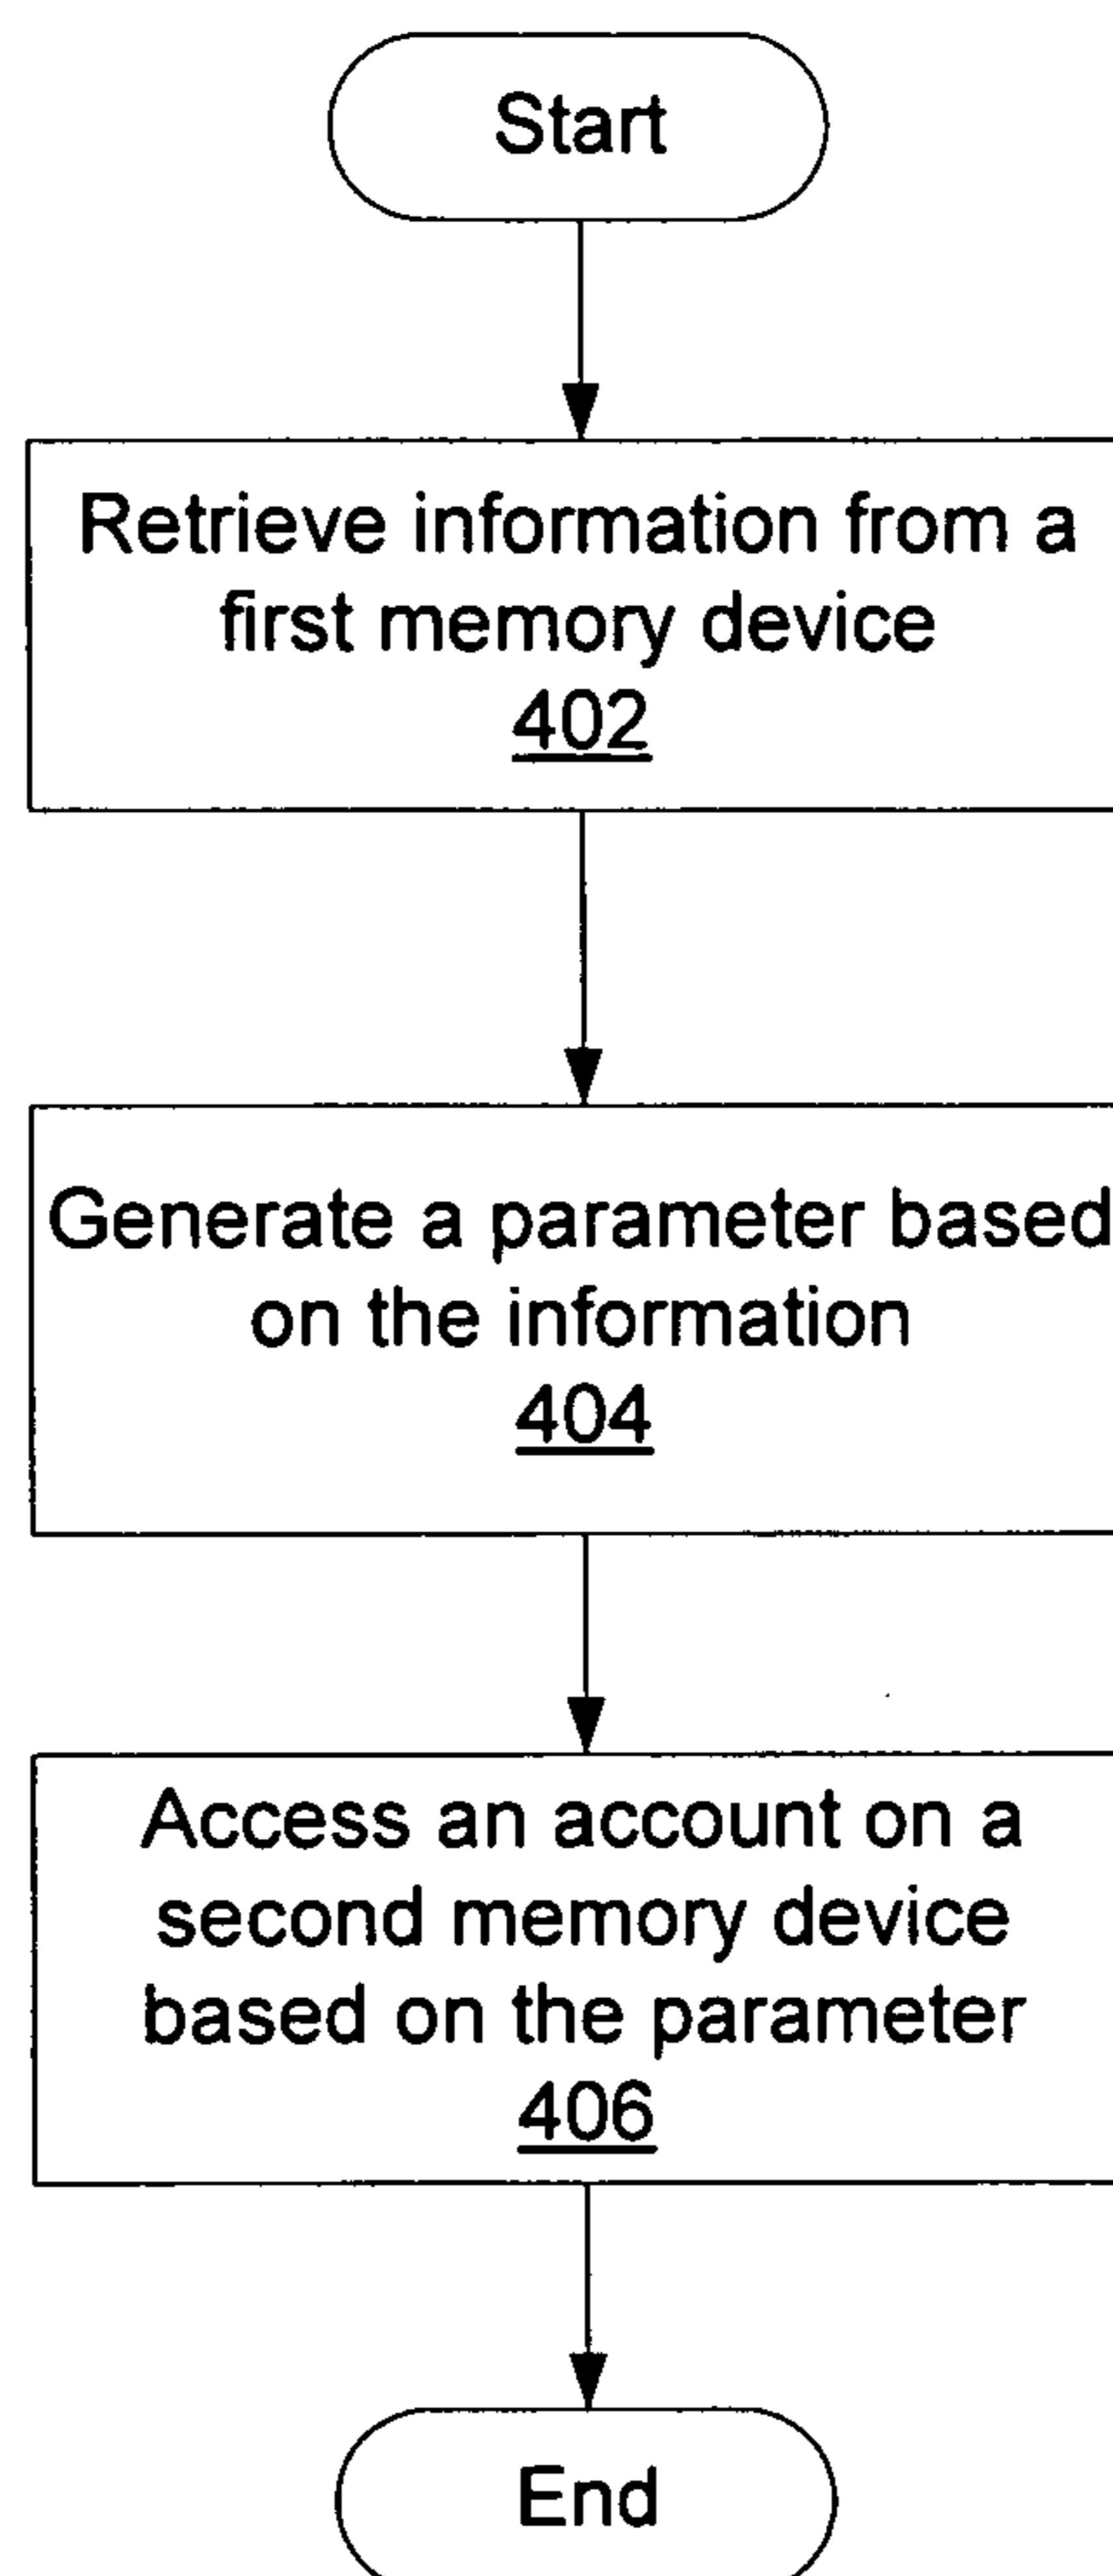 Start
Retrieve information from a
first memory device
402
Generate a parameter based
on the information
404
Access an account on a
second memory device
based on the parameter
406
End